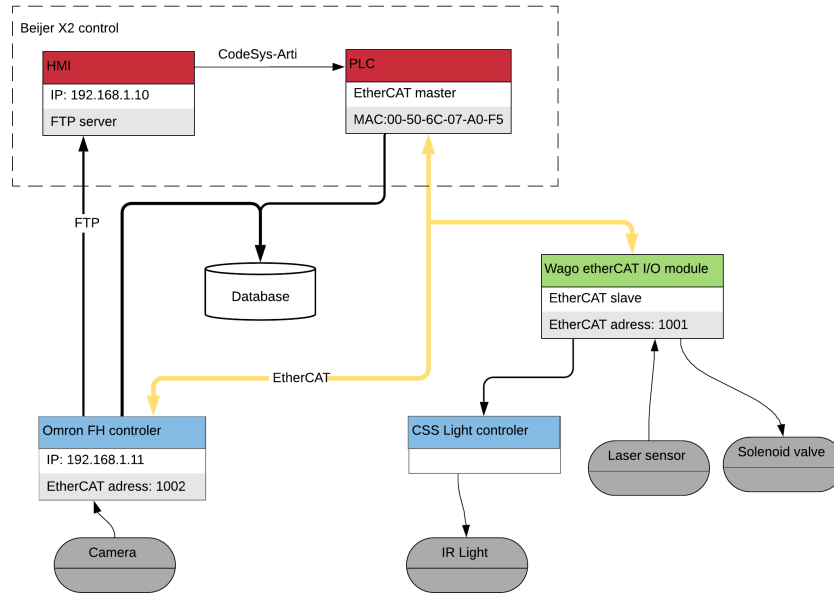 Beijer X2 control
CodeSys-Arti
HMI
IP: 192.168.1.10
FTP server
PLC
EtherCAT master
MAC:00-50-6C-07-A0-F5
FTP
Database
Wago etherCAT I/O module
EtherCAT slave
EtherCAT adress: 1001
EtherCAT
Omron FH controler
IP: 192.168.1.11
EtherCAT adress: 1002
CSS Light controler
Laser sensor
Solenoid valve
Camera
IR Light